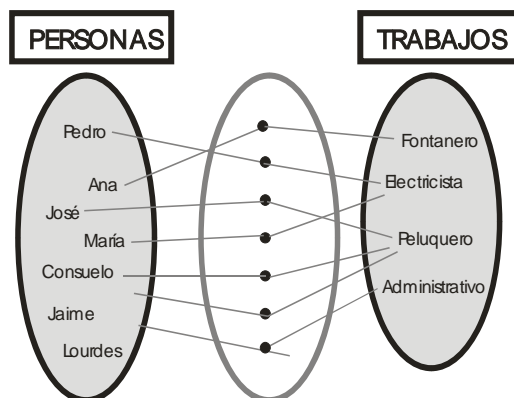 PERSONAS
TRABAJOS
Pedro
Ana
José
María
Consuelo
Jaime
Lourdes
Fontanero
Electricista
Peluquero
Administrativo